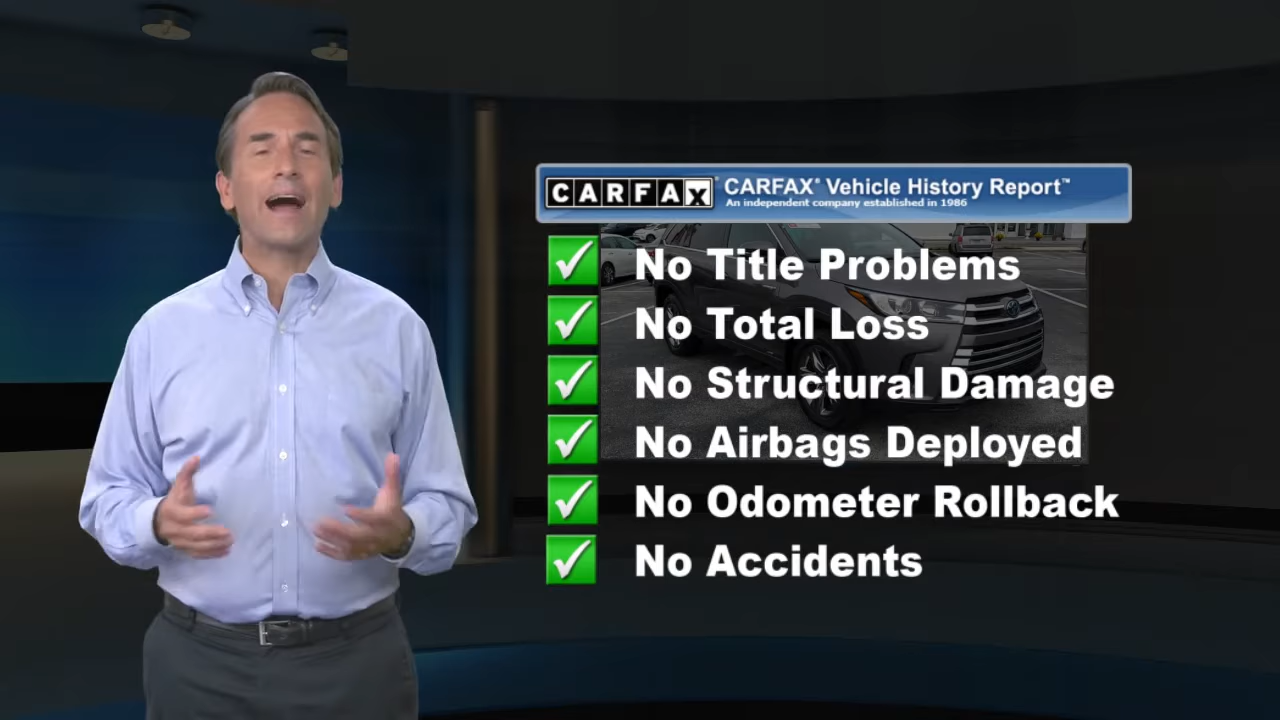 CARFAX
CARFAX® Vehicle History Report™
An independent company established in 1986
No Title Problems
No Total Loss
No Structural Damage
No Airbags Deployed
No Odometer Rollback
No Accidents